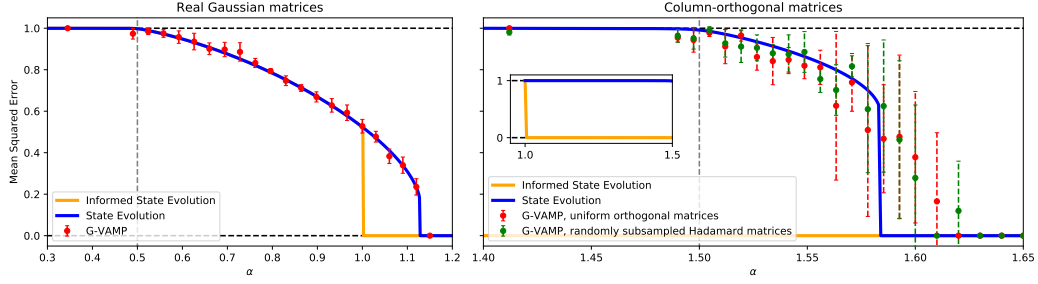 Real Gaussian matrices
Mean Squared Error
1.0
0.8
0.6
0.4
0.2
0.0
Informed State Evolution
State Evolution
G-VAMP
0.3 0.4 0.5 0.6 0.7 0.8 0.9 1.0 1.1 1.2
α
Column-orthogonal matrices
1
0
1.0 1.5
Informed State Evolution
State Evolution
G-VAMP, uniform orthogonal matrices
G-VAMP, randomly subsampled Hadamard matrices
1.40 1.45 1.50 1.55 1.60 1.65
α